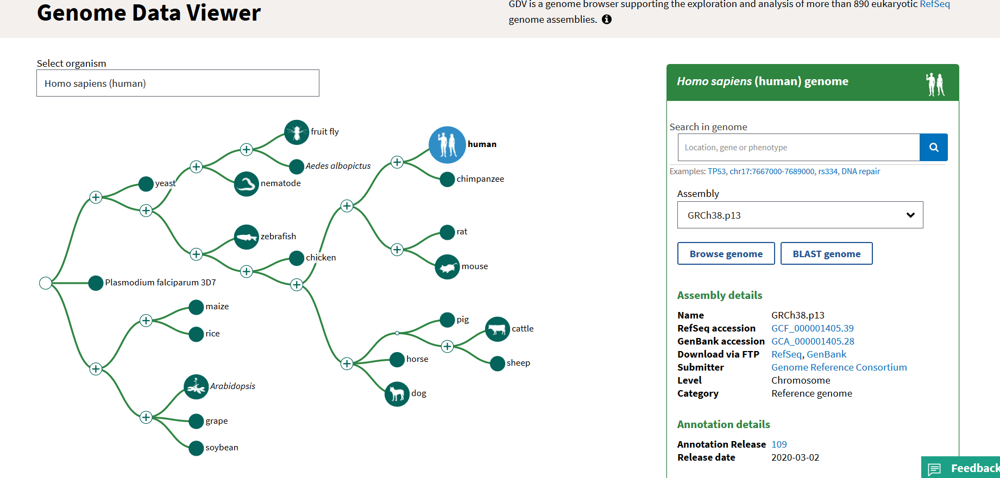 Genome Data Viewer
GDV is a genome browser supporting the exploration and analysis of more than 890 eukaryotic RefSeq
genome assemblies.
Select organism
Homo sapiens (human)
fruit fly
Aedes albopictus
yeast
nematode
human
chimpanzee
zebrafish
chicken
rat
mouse
Plasmodium falciparum 3D7
maize
rice
pig
cattle
horse
sheep
dog
Arabidopsis
grape
soybean
Homo sapiens (human) genome
Search in genome
Location, gene or phenotype
Examples: TP53, chr17:7667000-7689000, rs334, DNA repair
Assembly
GRCh38.p13
Browse genome BLAST genome
Assembly details
Name GRCh38.p13
RefSeq accession GCF_000001405.39
GenBank accession GCA_000001405.28
Download via FTP RefSeq, GenBank
Submitter Genome Reference Consortium
Level Chromosome
Category Reference genome
Annotation details
Annotation Release 109
Release date 2020-03-02
Feedback